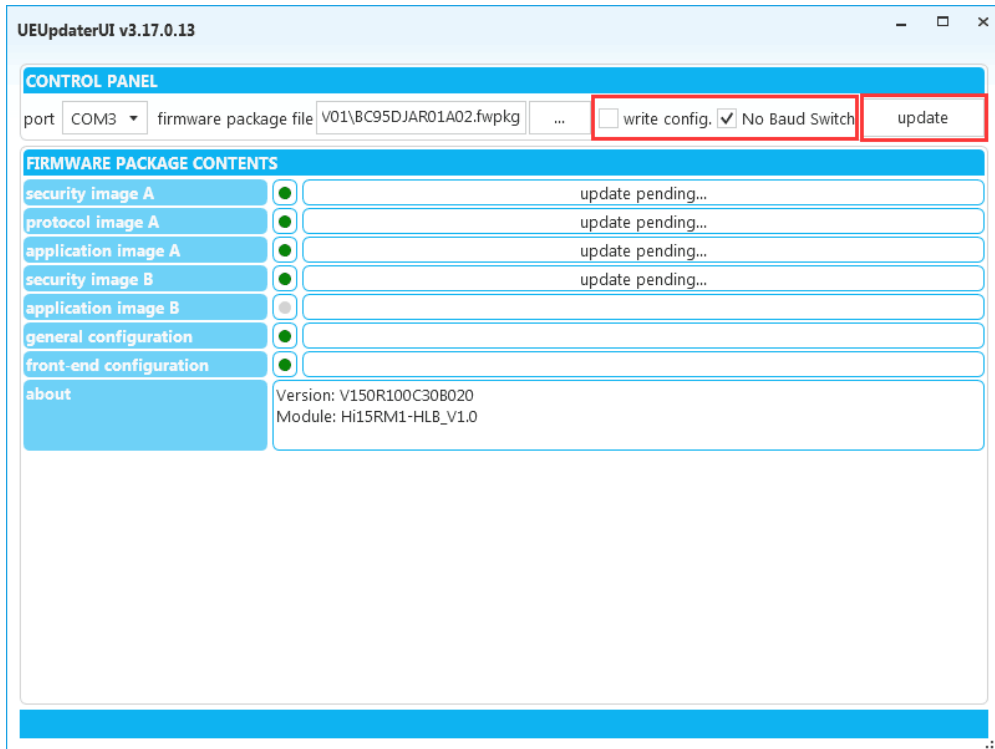 UEUpdaterUI v3.17.0.13
CONTROL PANEL
port COM3 firmware package file V01\BC95DJAR01A02.fwpkg ... write config. No Baud Switch update
FIRMWARE PACKAGE CONTENTS
security image A update pending...
protocol image A update pending...
application image A update pending...
security image B update pending...
application image B
general configuration
front-end configuration
about Version: V150R100C30B020
Module: Hi15RM1-HLB_V1.0